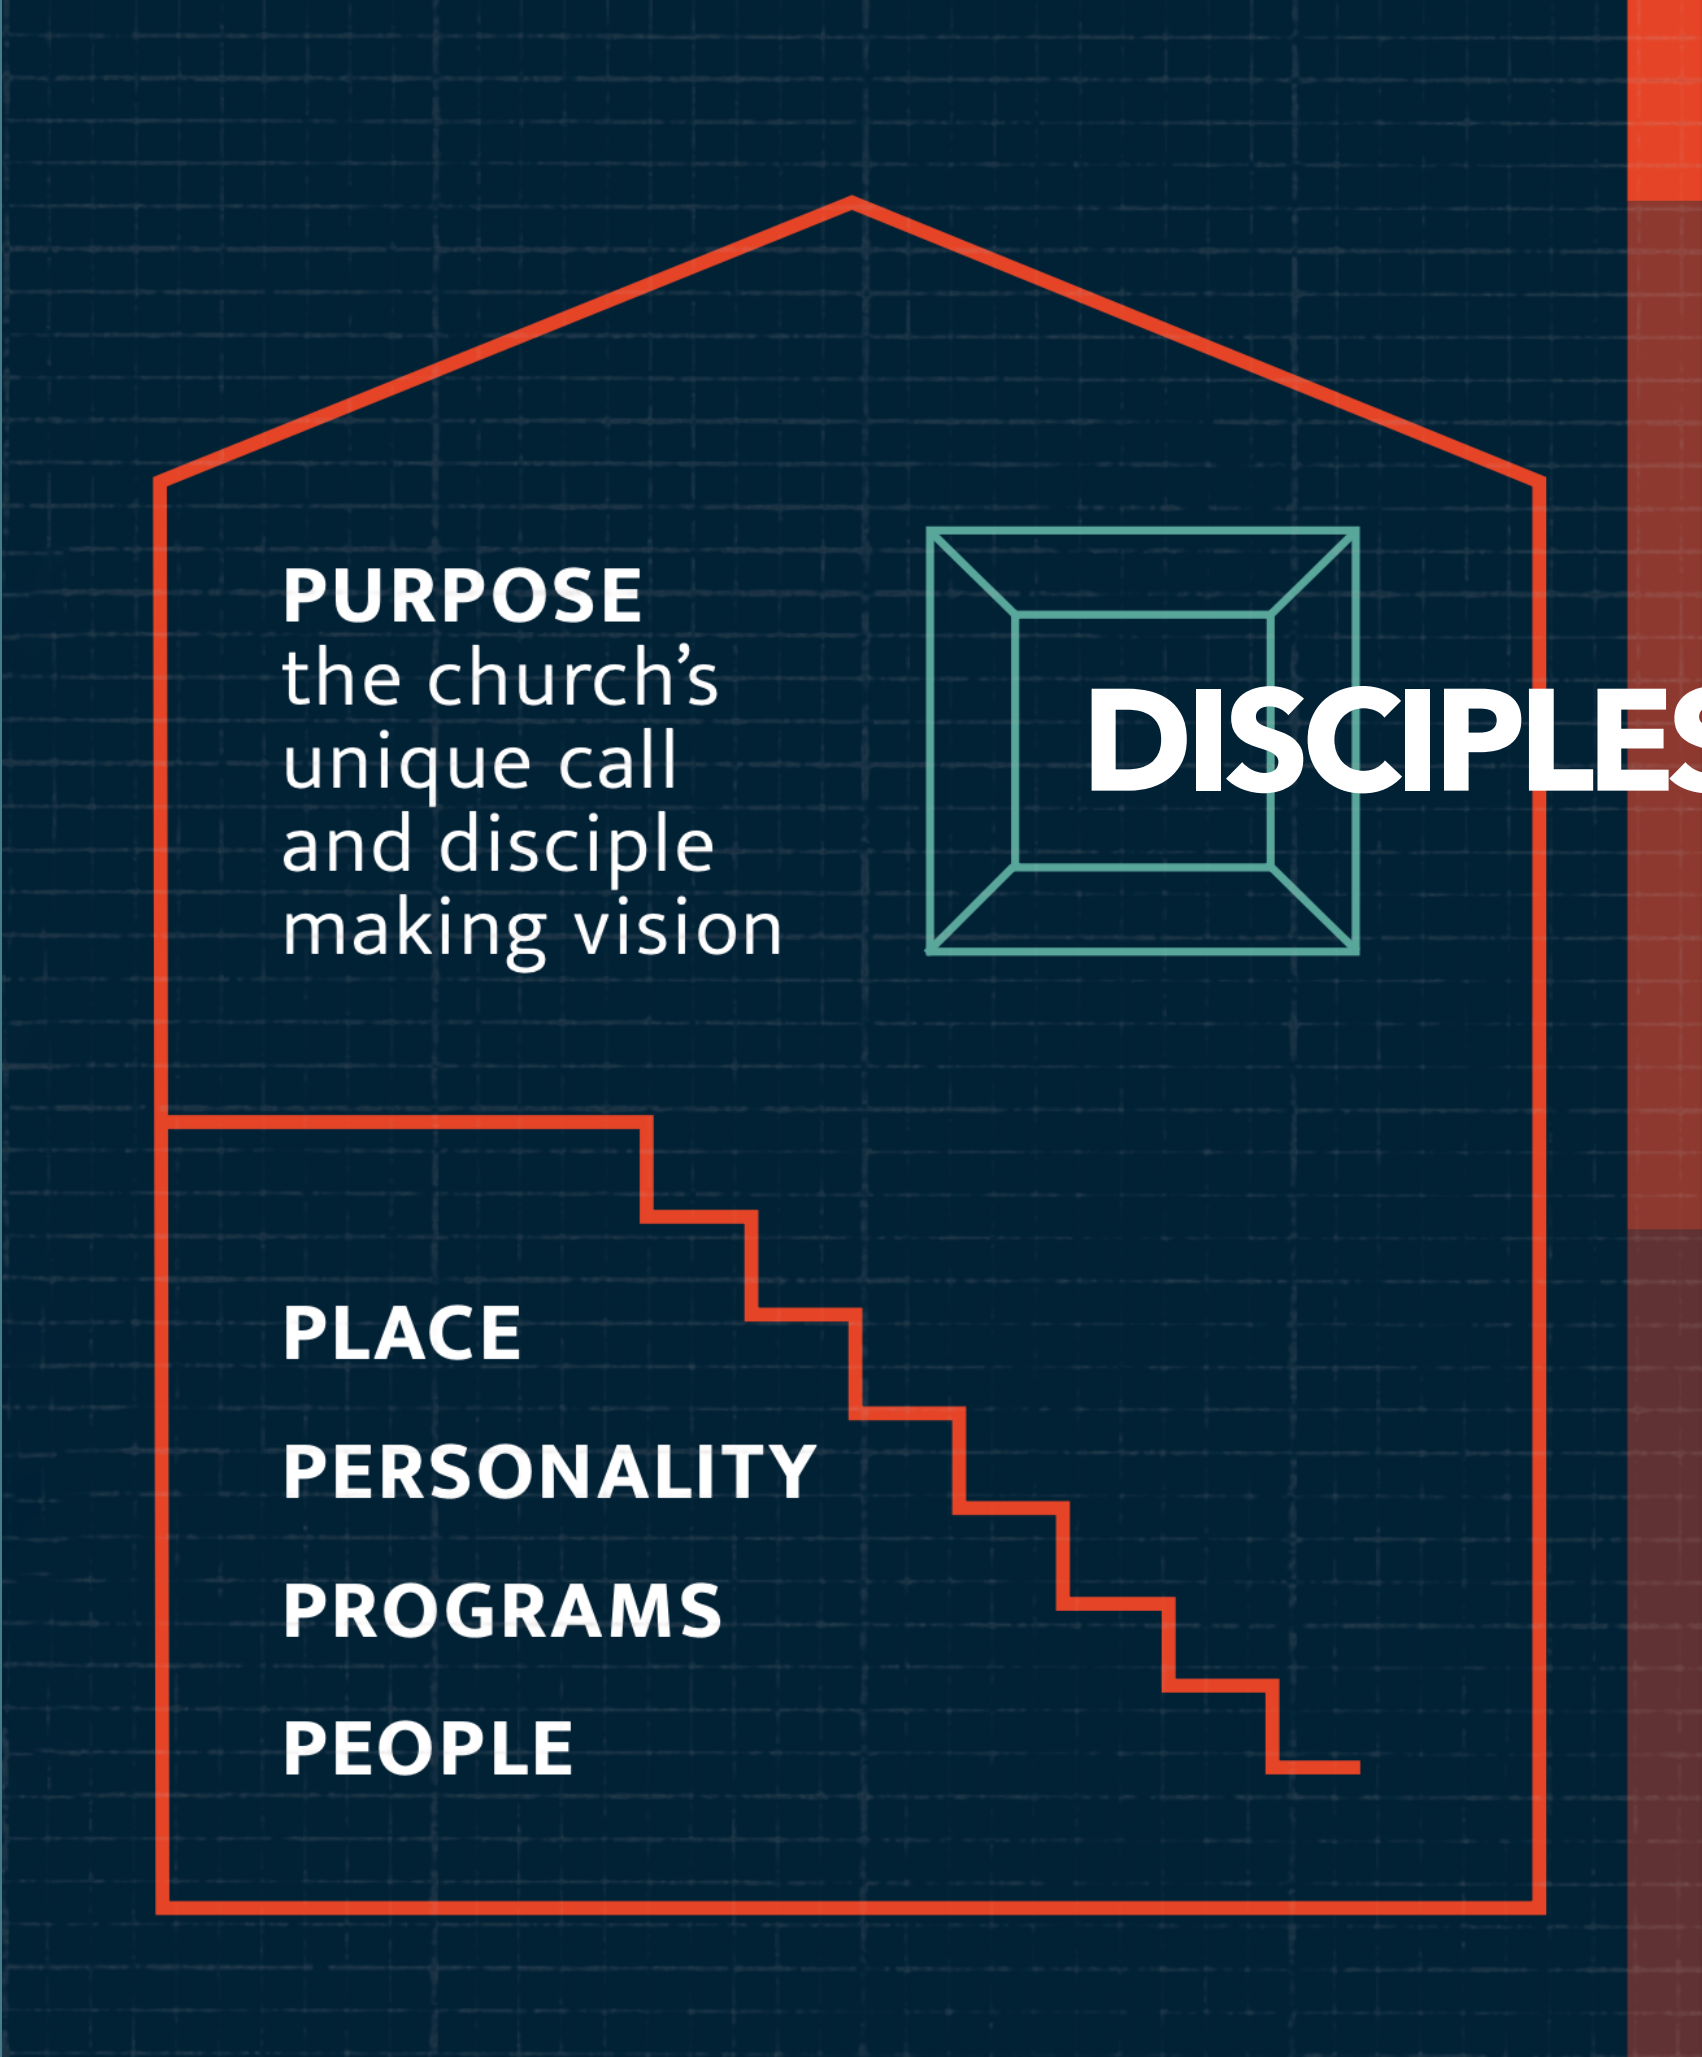 PURPOSE
the church’s
unique call
and disciple
making vision
DISCIPLES
PLACE
PERSONALITY
PROGRAMS
PEOPLE